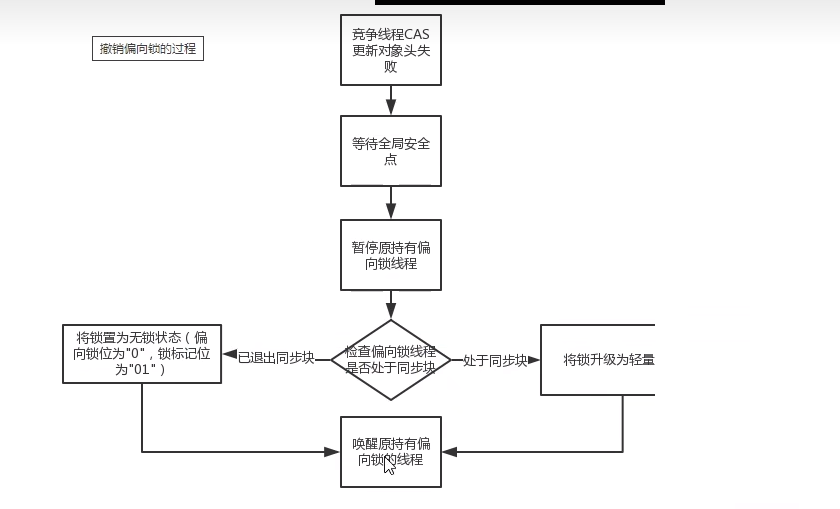 撤销偏向锁的过程
竞争线程CAS
更新对象头失
败
等待全局安全
点
暂停原持有偏
向锁线程
检查偏向锁线程
是否处于同步块
已退出同步块
处于同步块
将锁置为无锁状态（偏
向锁位为"0"，锁标记位
为"01"）
将锁升级为轻量
唤醒原持有偏
向锁的线程